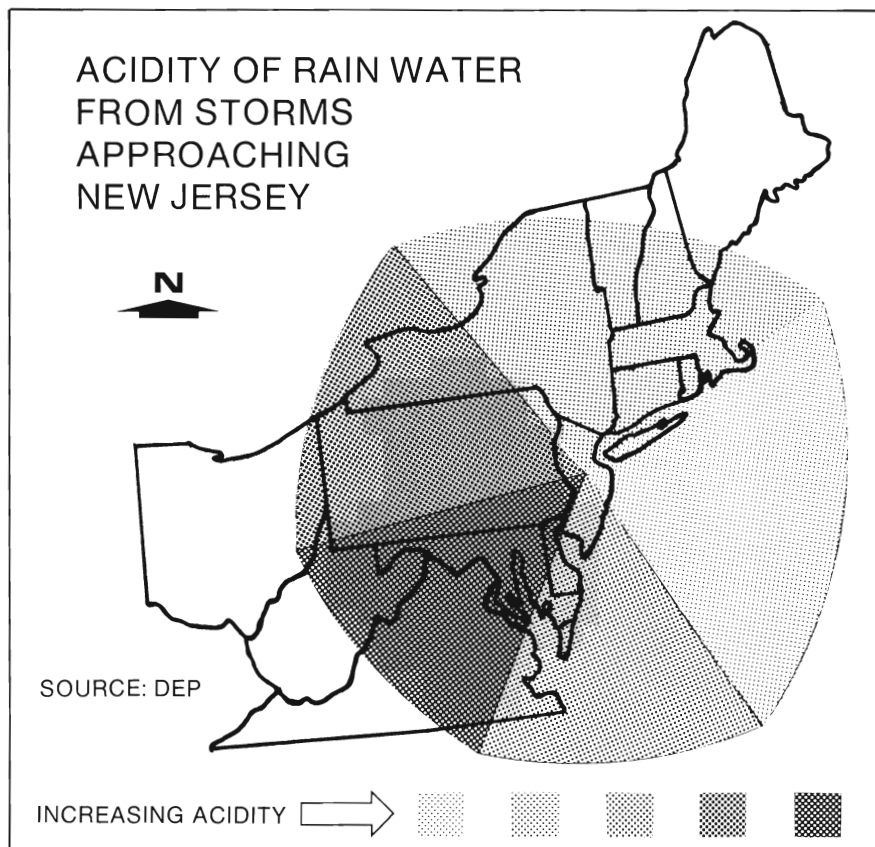 ACIDITY OF RAIN WATER
FROM STORMS
APPROACHING
NEW JERSEY
N
SOURCE: DEP
INCREASING ACIDITY